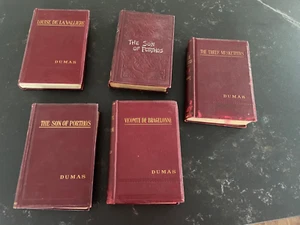 LOUISE DE LA VALLIERE
DUMAS
THE SON
OF PORTHOS
THE THREE MUSKETEERS
DUMAS
THE SON OF PORTHOS
DUMAS
VICOMTE DE BRAGELONNE
DUMAS